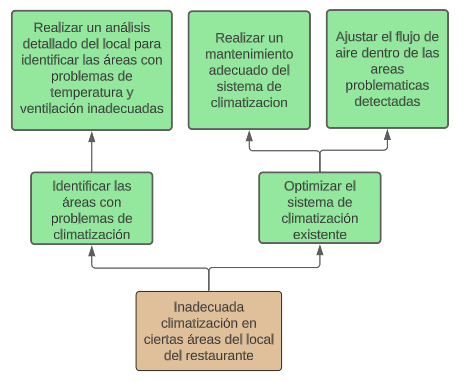 Realizar un análisis
detallado del local para
identificar las áreas con
problemas de
temperatura y
ventilación inadecuadas
Realizar un
mantenimiento
adecuado del
sistema de
climatizacion
Ajustar el flujo de
aire dentro de las
areas
problematicas
detectadas
Identificar las
áreas con
problemas de
climatización
Optimizar el
sistema de
climatización
existente
Inadecuada
climatización en
ciertas áreas del local
del restaurante